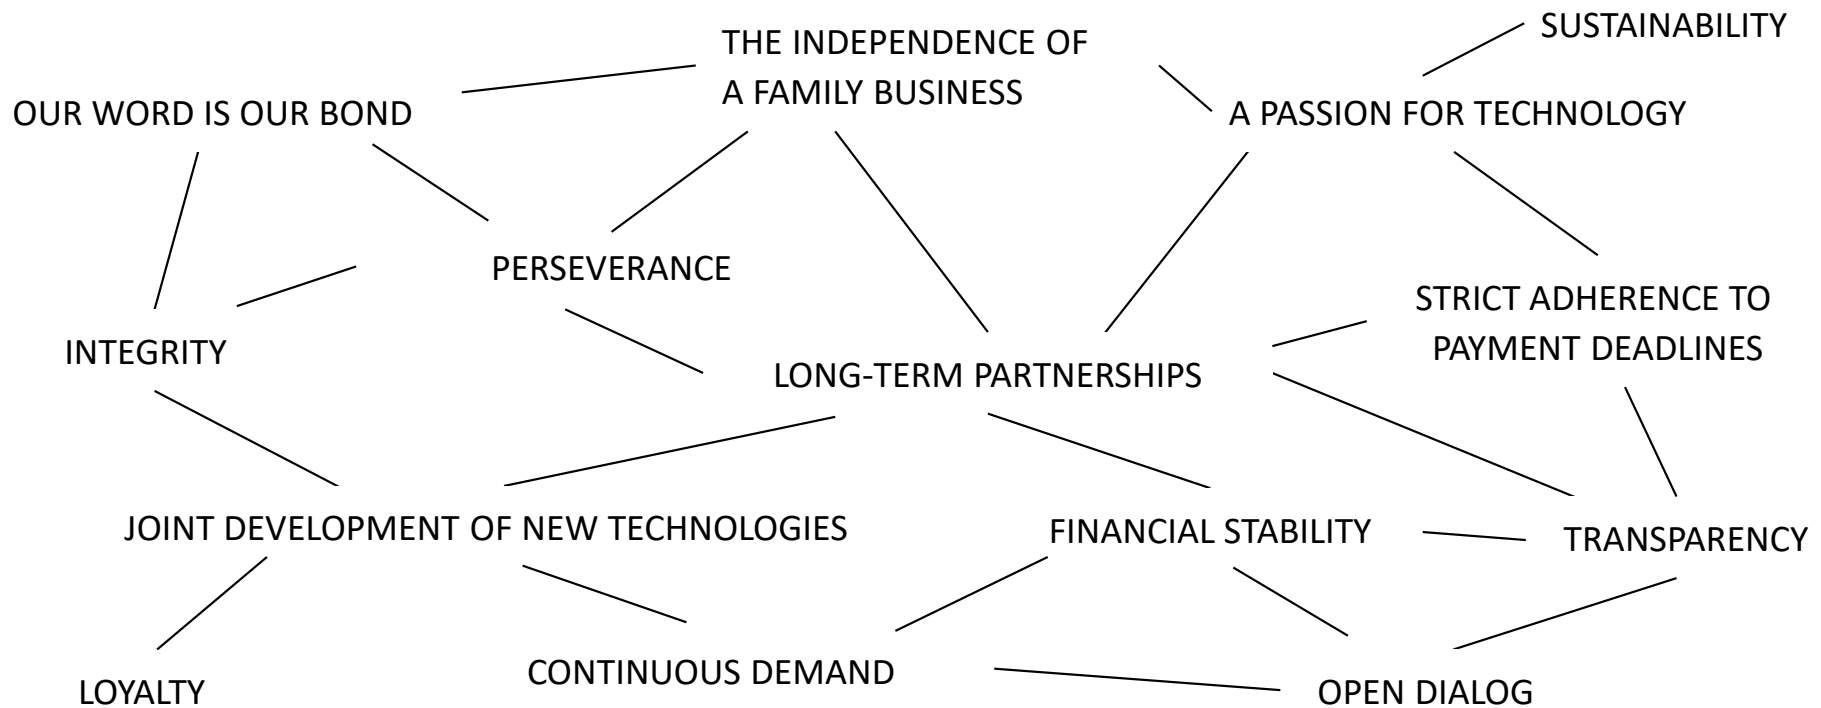 SUSTAINABILITY
THE INDEPENDENCE OF
A FAMILY BUSINESS
OUR WORD IS OUR BOND
A PASSION FOR TECHNOLOGY
PERSEVERANCE
STRICT ADHERENCE TO
PAYMENT DEADLINES
INTEGRITY
LONG-TERM PARTNERSHIPS
JOINT DEVELOPMENT OF NEW TECHNOLOGIES
FINANCIAL STABILITY
TRANSPARENCY
CONTINUOUS DEMAND
LOYALTY
OPEN DIALOG